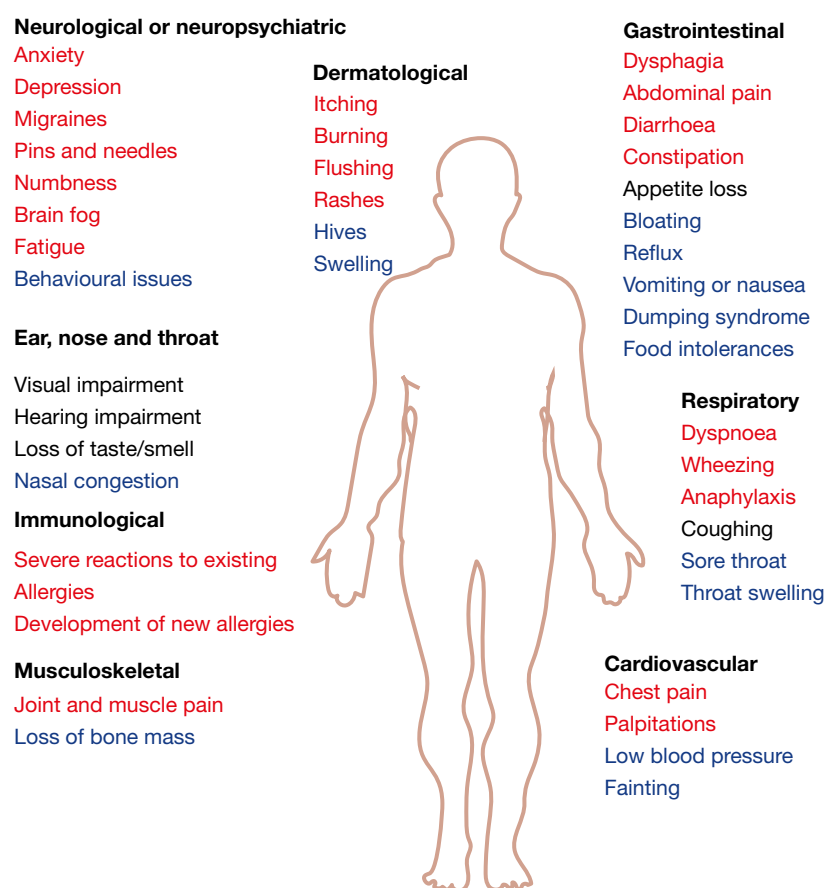 Neurological or neuropsychiatric
Anxiety
Depression
Migraines
Pins and needles
Numbness
Brain fog
Fatigue
Behavioural issues
Ear, nose and throat
Visual impairment
Hearing impairment
Loss of taste/smell
Nasal congestion
Immunological
Severe reactions to existing
Allergies
Development of new allergies
Musculoskeletal
Joint and muscle pain
Loss of bone mass
Dermatological
Itching
Burning
Flushing
Rashes
Hives
Swelling
Gastrointestinal
Dysphagia
Abdominal pain
Diarrhoea
Constipation
Appetite loss
Bloating
Reflux
Vomiting or nausea
Dumping syndrome
Food intolerances
Respiratory
Dyspnoea
Wheezing
Anaphylaxis
Coughing
Sore throat
Throat swelling
Cardiovascular
Chest pain
Palpitations
Low blood pressure
Fainting